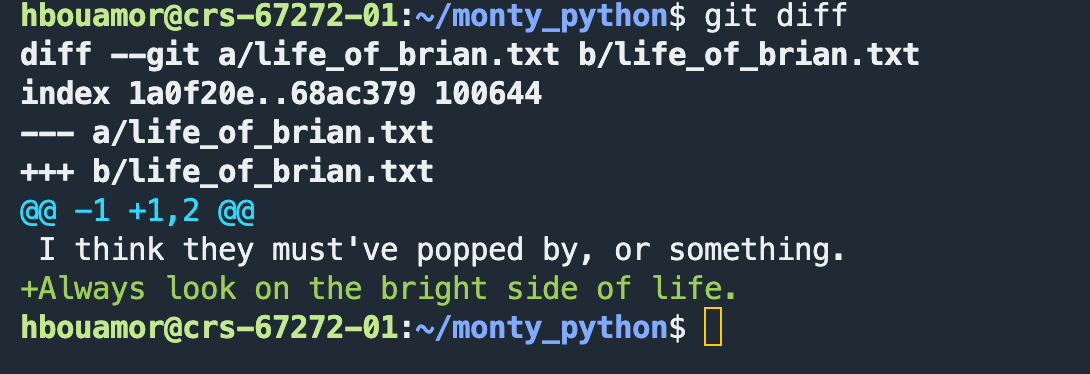 hbouamor@crs-67272-01:~/monty_python$ git diff
diff --git a/life_of_brian.txt b/life_of_brian.txt
index 1a0f20e..68ac379 100644
--- a/life_of_brian.txt
+++ b/life_of_brian.txt
@@ -1 +1,2 @@
 I think they must've popped by, or something.
+Always look on the bright side of life.
hbouamor@crs-67272-01:~/monty_python$